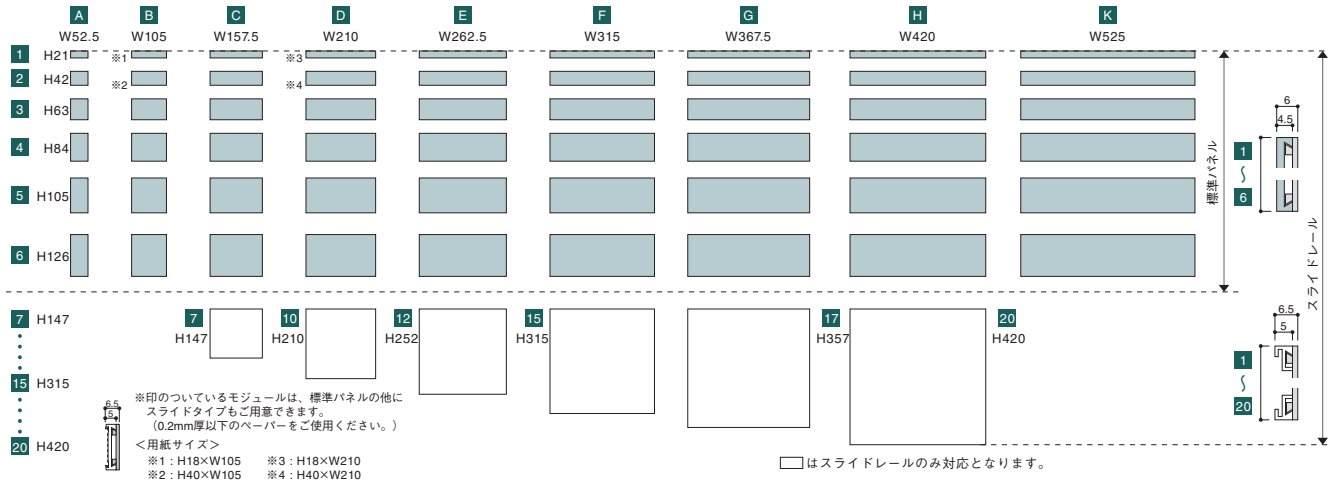 A B C D E F G H K
W52.5 W105 W157.5 W210 W262.5 W315 W367.5 W420 W525
1 H21 ※1 ※3
2 H42 ※2 ※4
3 H63
4 H84
5 H105
6 H126
標準パネル
スライドレール
6
4.5
1
〜
6
7 H147
15 H315
20 H420
7
H147
10
H210
12
H252
15
H315
17
H357
20
H420
6.5
5
1
〜
20
6.5
5
※印のついているモジュールは、標準パネルの他に
スライドタイプもご用意できます。
（0.2mm厚以下のペーパーをご使用ください。）
＜用紙サイズ＞
※1：H18×W105 ※3：H18×W210
※2：H40×W105 ※4：H40×W210
はスライドレールのみ対応となります。